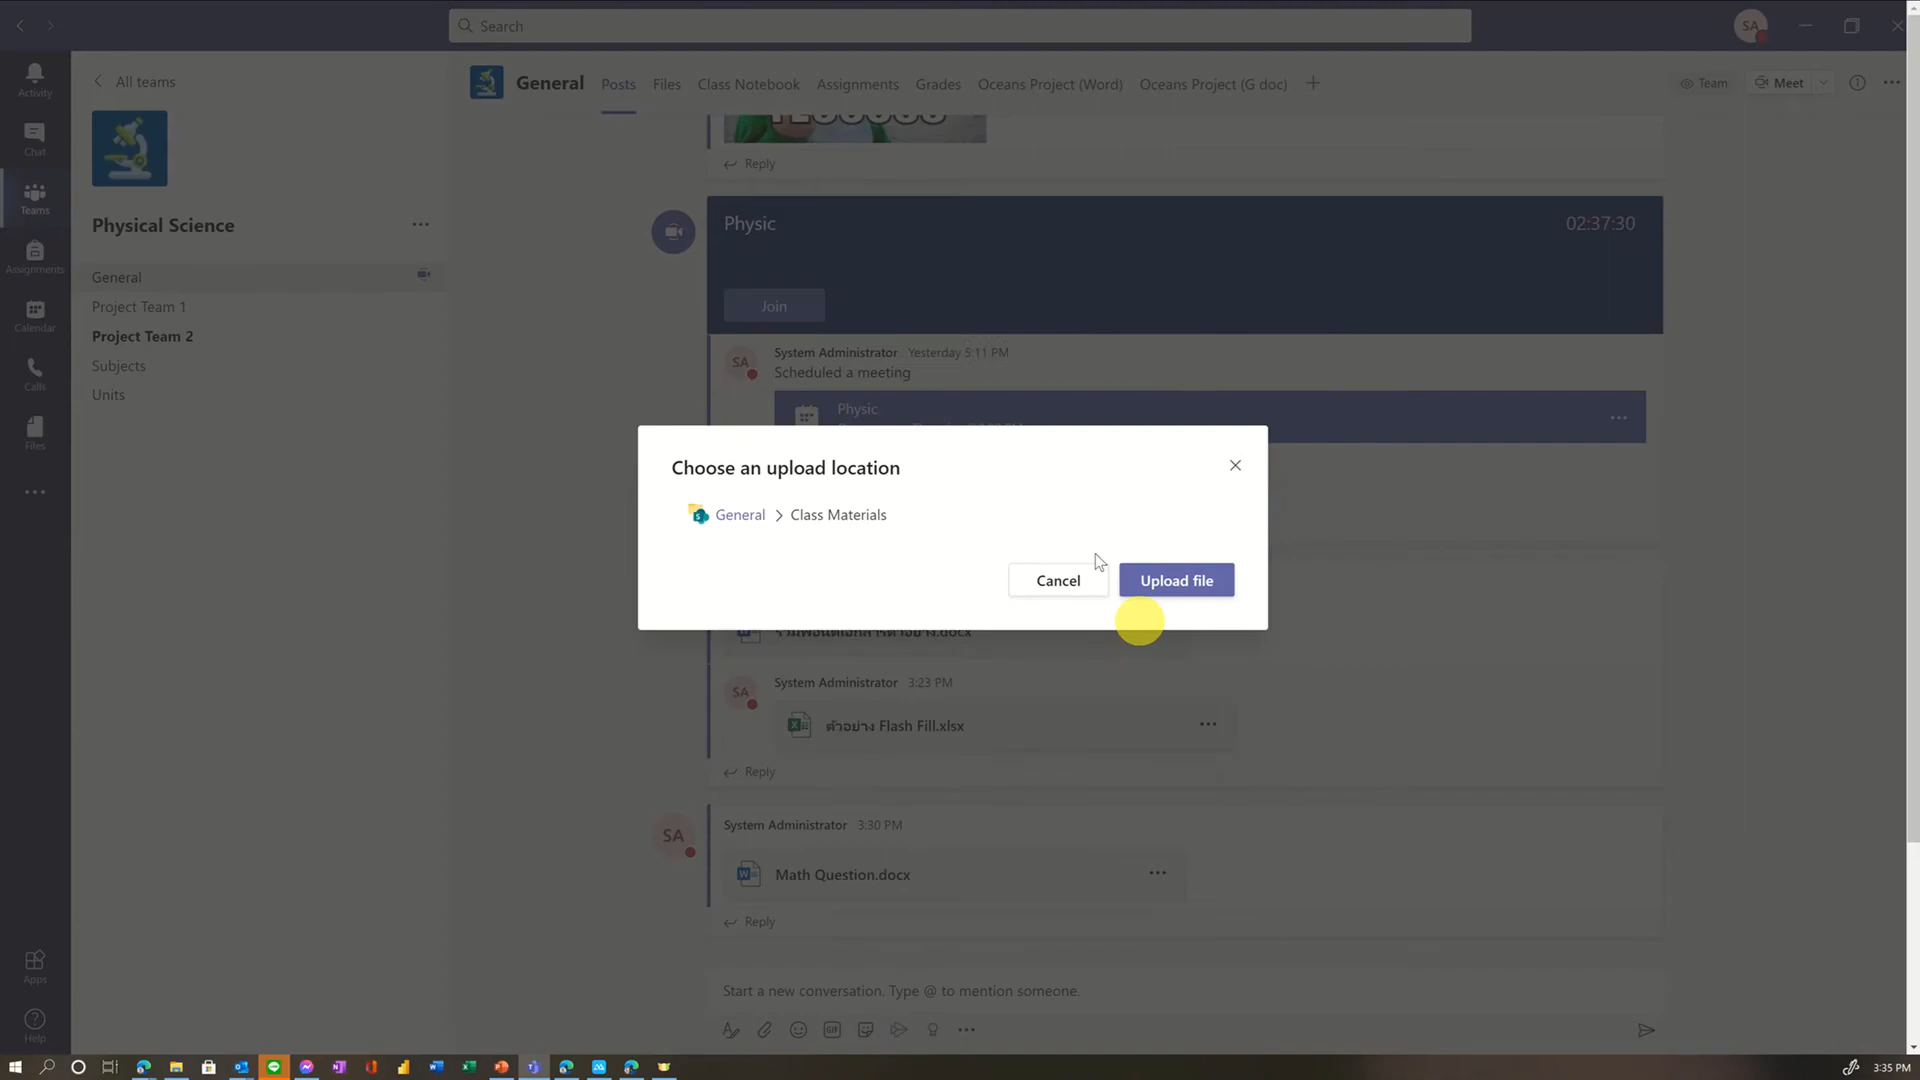 Search
SA
Activity
Chat
Teams
Assignments
Calendar
Calls
Files
Apps
Help
All teams
Physical Science
General
Project Team 1
Project Team 2
Subjects
Units
General Posts Files Class Notebook Assignments Grades Oceans Project (Word) Oceans Project (G doc)
Team Meet
Reply
Physic 02:37:30
Join
SA System Administrator Yesterday 5:11 PM
Scheduled a meeting
Physic
Choose an upload location
General > Class Materials
Cancel Upload file
SA System Administrator 3:23 PM
ตัวอย่าง Flash Fill.xlsx
Reply
SA System Administrator 3:30 PM
Math Question.docx
Reply
Start a new conversation. Type @ to mention someone.
GIF
3:35 PM